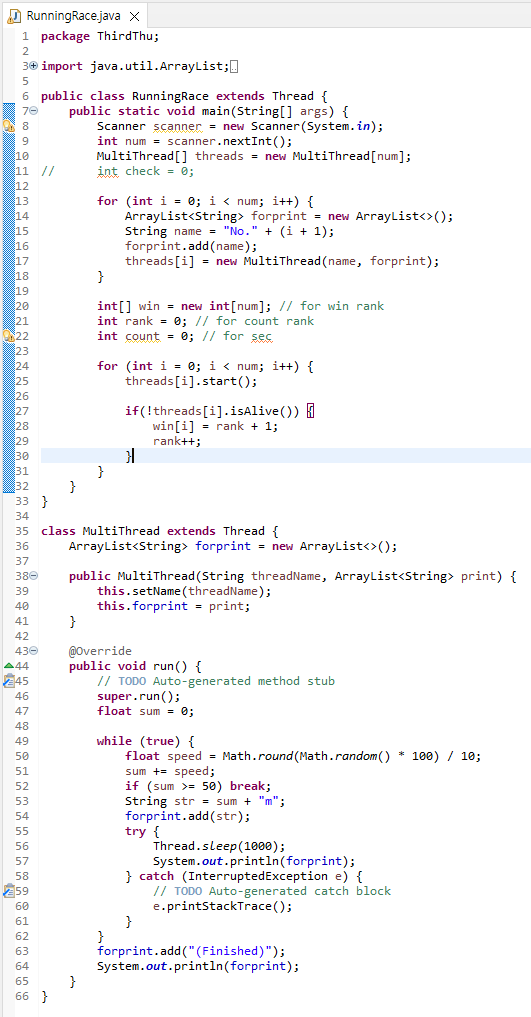 RunningRace.java
1 package ThirdThu;
2
3 import java.util.ArrayList;
5
6 public class RunningRace extends Thread {
7     public static void main(String[] args) {
8         Scanner scanner = new Scanner(System.in);
9         int num = scanner.nextInt();
10         MultiThread[] threads = new MultiThread[num];
11 //      int check = 0;
12
13         for (int i = 0; i < num; i++) {
14             ArrayList<String> forprint = new ArrayList<>();
15             String name = "No." + (i + 1);
16             forprint.add(name);
17             threads[i] = new MultiThread(name, forprint);
18         }
19
20         int[] win = new int[num]; // for win rank
21         int rank = 0; // for count rank
22         int count = 0; // for sec
23
24         for (int i = 0; i < num; i++) {
25             threads[i].start();
26
27             if(!threads[i].isAlive()) {
28                 win[i] = rank + 1;
29                 rank++;
30             }
31         }
32     }
33 }
34
35 class MultiThread extends Thread {
36     ArrayList<String> forprint = new ArrayList<>();
37
38     public MultiThread(String threadName, ArrayList<String> print) {
39         this.setName(threadName);
40         this.forprint = print;
41     }
42
43     @Override
44     public void run() {
45         // TODO Auto-generated method stub
46         super.run();
47         float sum = 0;
48
49         while (true) {
50             float speed = Math.round(Math.random() * 100) / 10;
51             sum += speed;
52             if (sum >= 50) break;
53             String str = sum + "m";
54             forprint.add(str);
55             try {
56                 Thread.sleep(1000);
57                 System.out.println(forprint);
58             } catch (InterruptedException e) {
59                 // TODO Auto-generated catch block
60                 e.printStackTrace();
61             }
62         }
63         forprint.add("(Finished)");
64         System.out.println(forprint);
65     }
66 }